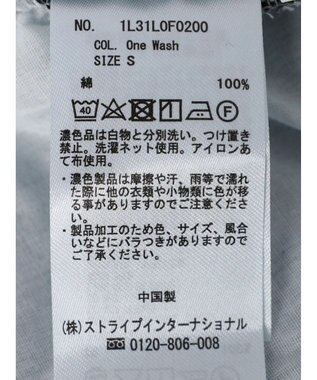 NO. 1L31L0F0200
COL. One Wash
SIZE S
綿 100%
40
F
濃色品は白物と分別洗い。つけ置き
禁止。洗濯ネット使用。アイロンあ
て布使用。
・濃色製品は摩擦や汗、雨等で濡れ
た際に他の衣類や小物類に色が移
る事がありますのでご注意くださ
い。
・製品加工のため色、サイズ、風合
いなどにバラつきがありますので
ご了承ください。
中国製
(株)ストライプインターナショナル
0120-806-008